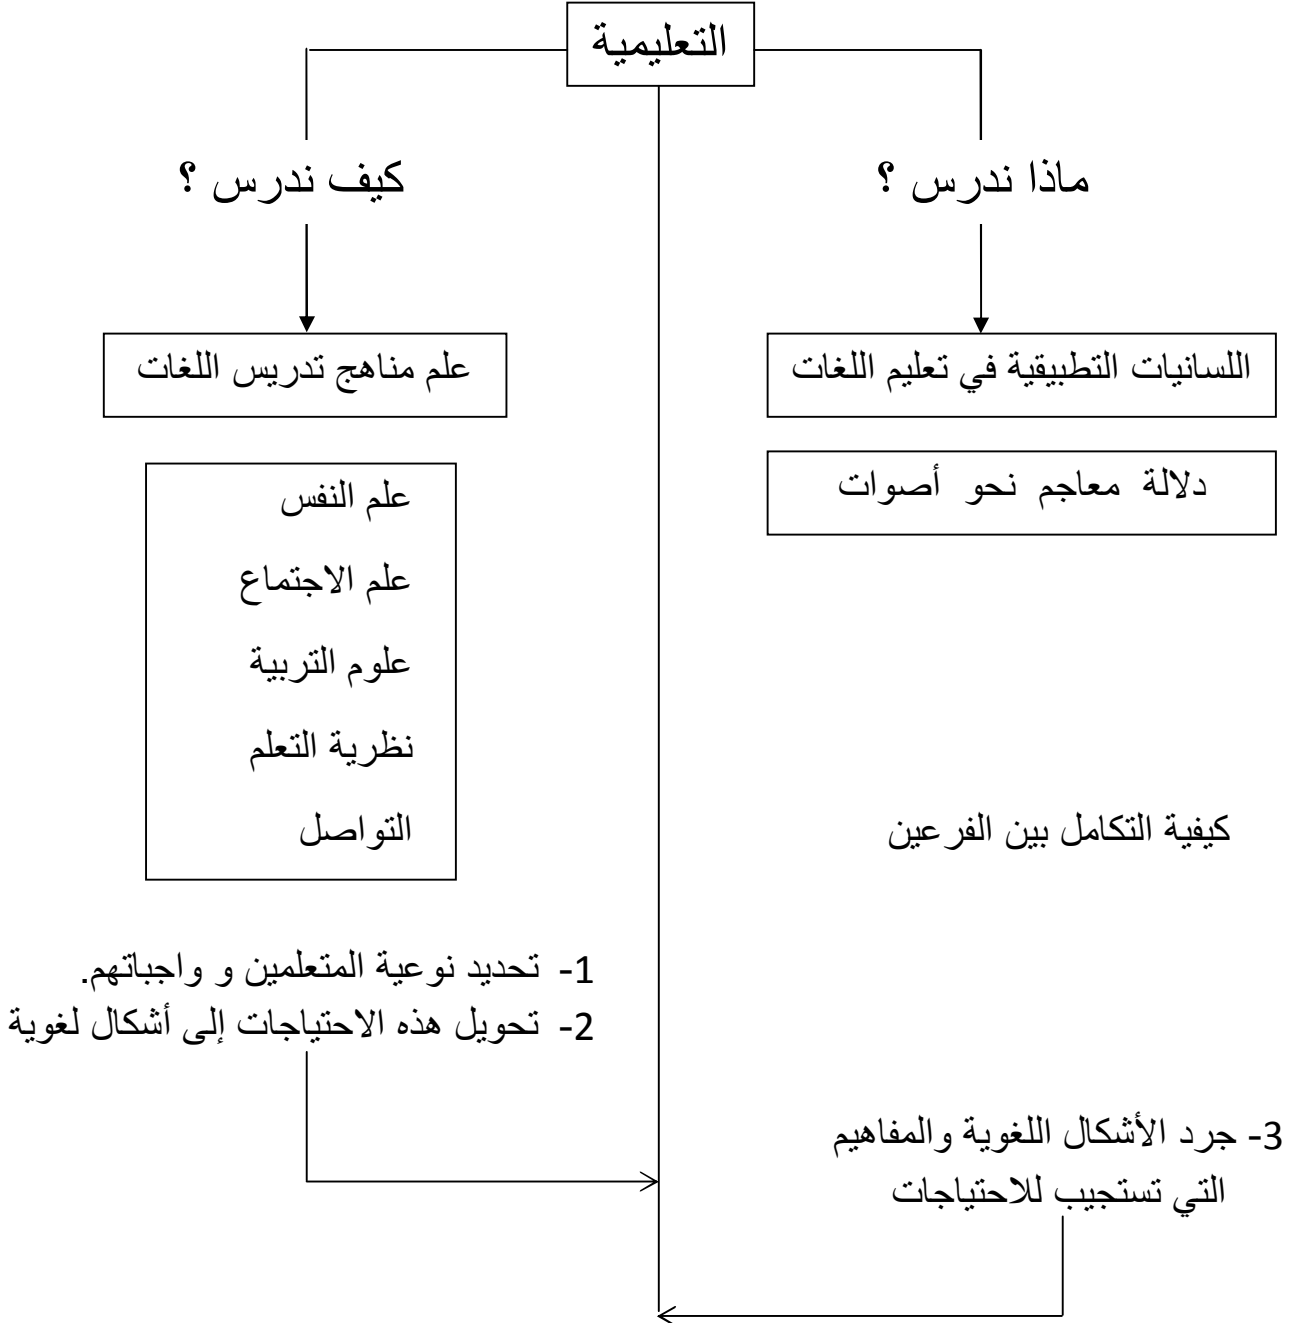 التعليمية
ماذا ندرس ؟
كيف ندرس ؟
اللسانيات التطبيقية في تعليم اللغات
علم مناهج تدريس اللغات
دلالة معاجم نحو أصوات
علم النفس
علم الاجتماع
علوم التربية
نظرية التعلم
التواصل
كيفية التكامل بين الفرعين
1- تحديد نوعية المتعلمين و واجباتهم.
2- تحويل هذه الاحتياجات إلى أشكال لغوية
3- جرد الأشكال اللغوية والمفاهيم
التي تستجيب للاحتياجات